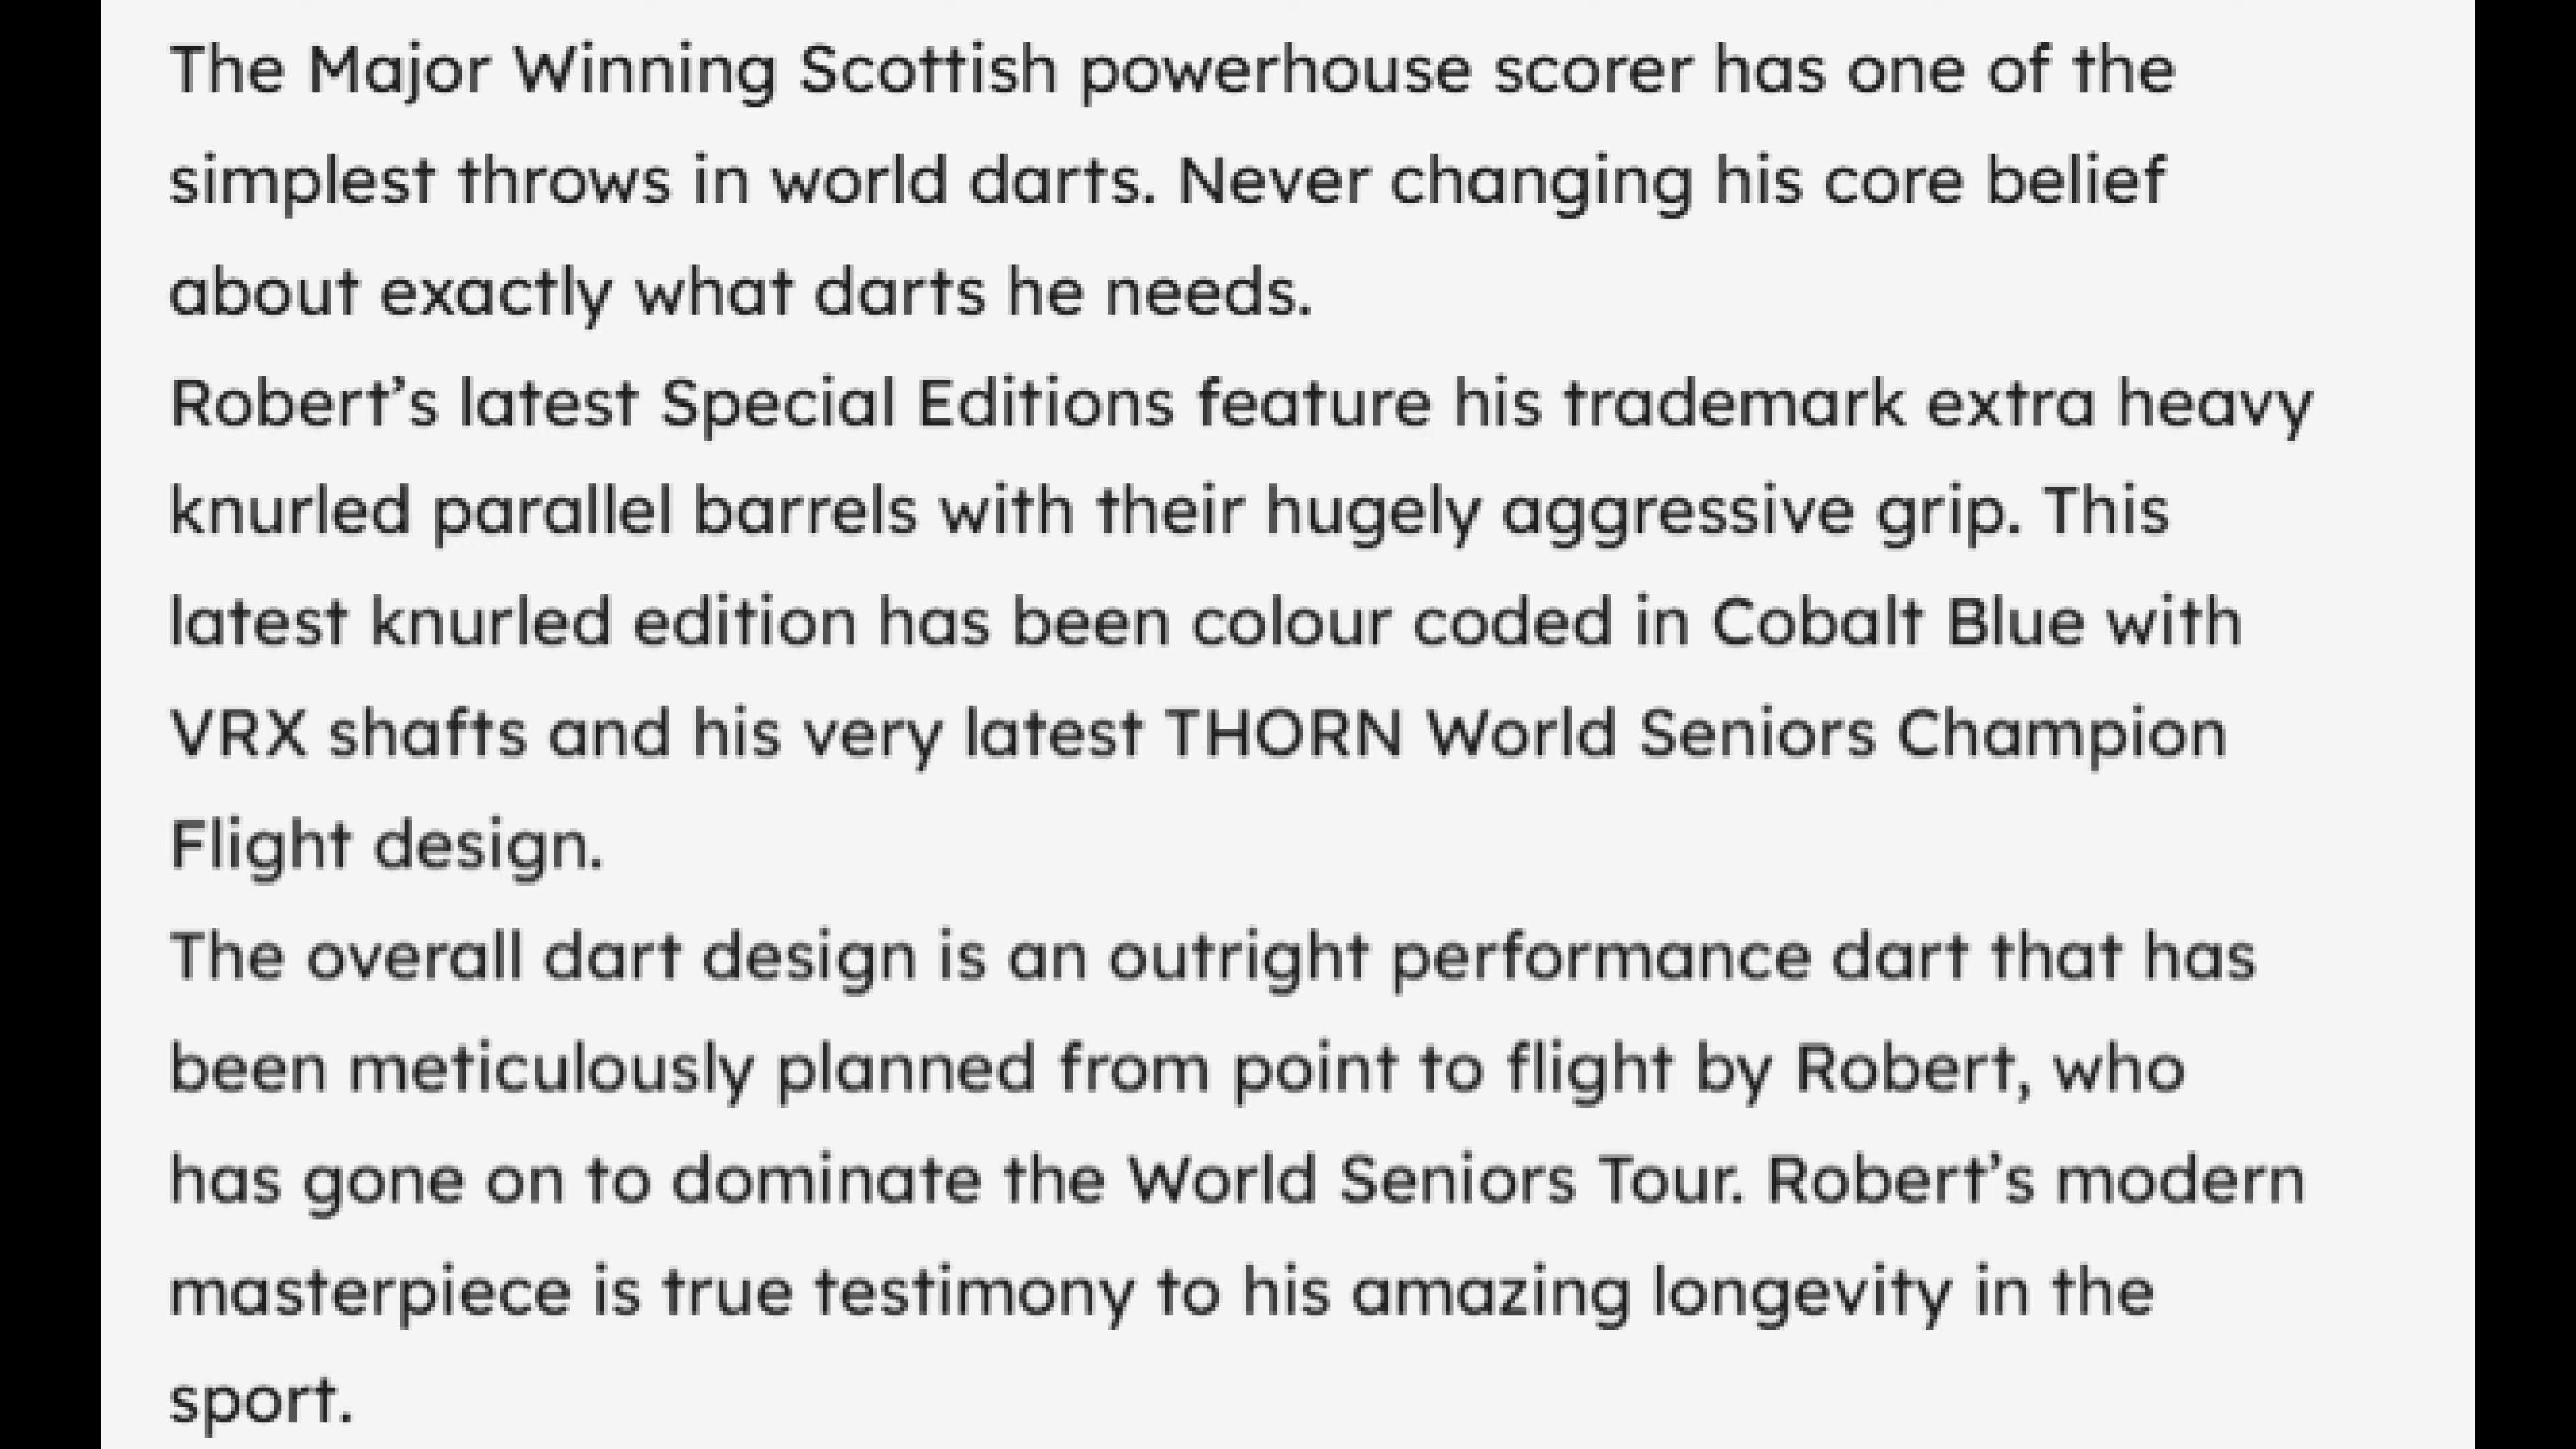 The Major Winning Scottish powerhouse scorer has one of the
simplest throws in world darts. Never changing his core belief
about exactly what darts he needs.
Robert’s latest Special Editions feature his trademark extra heavy
knurled parallel barrels with their hugely aggressive grip. This
latest knurled edition has been colour coded in Cobalt Blue with
VRX shafts and his very latest THORN World Seniors Champion
Flight design.
The overall dart design is an outright performance dart that has
been meticulously planned from point to flight by Robert, who
has gone on to dominate the World Seniors Tour. Robert’s modern
masterpiece is true testimony to his amazing longevity in the
sport.